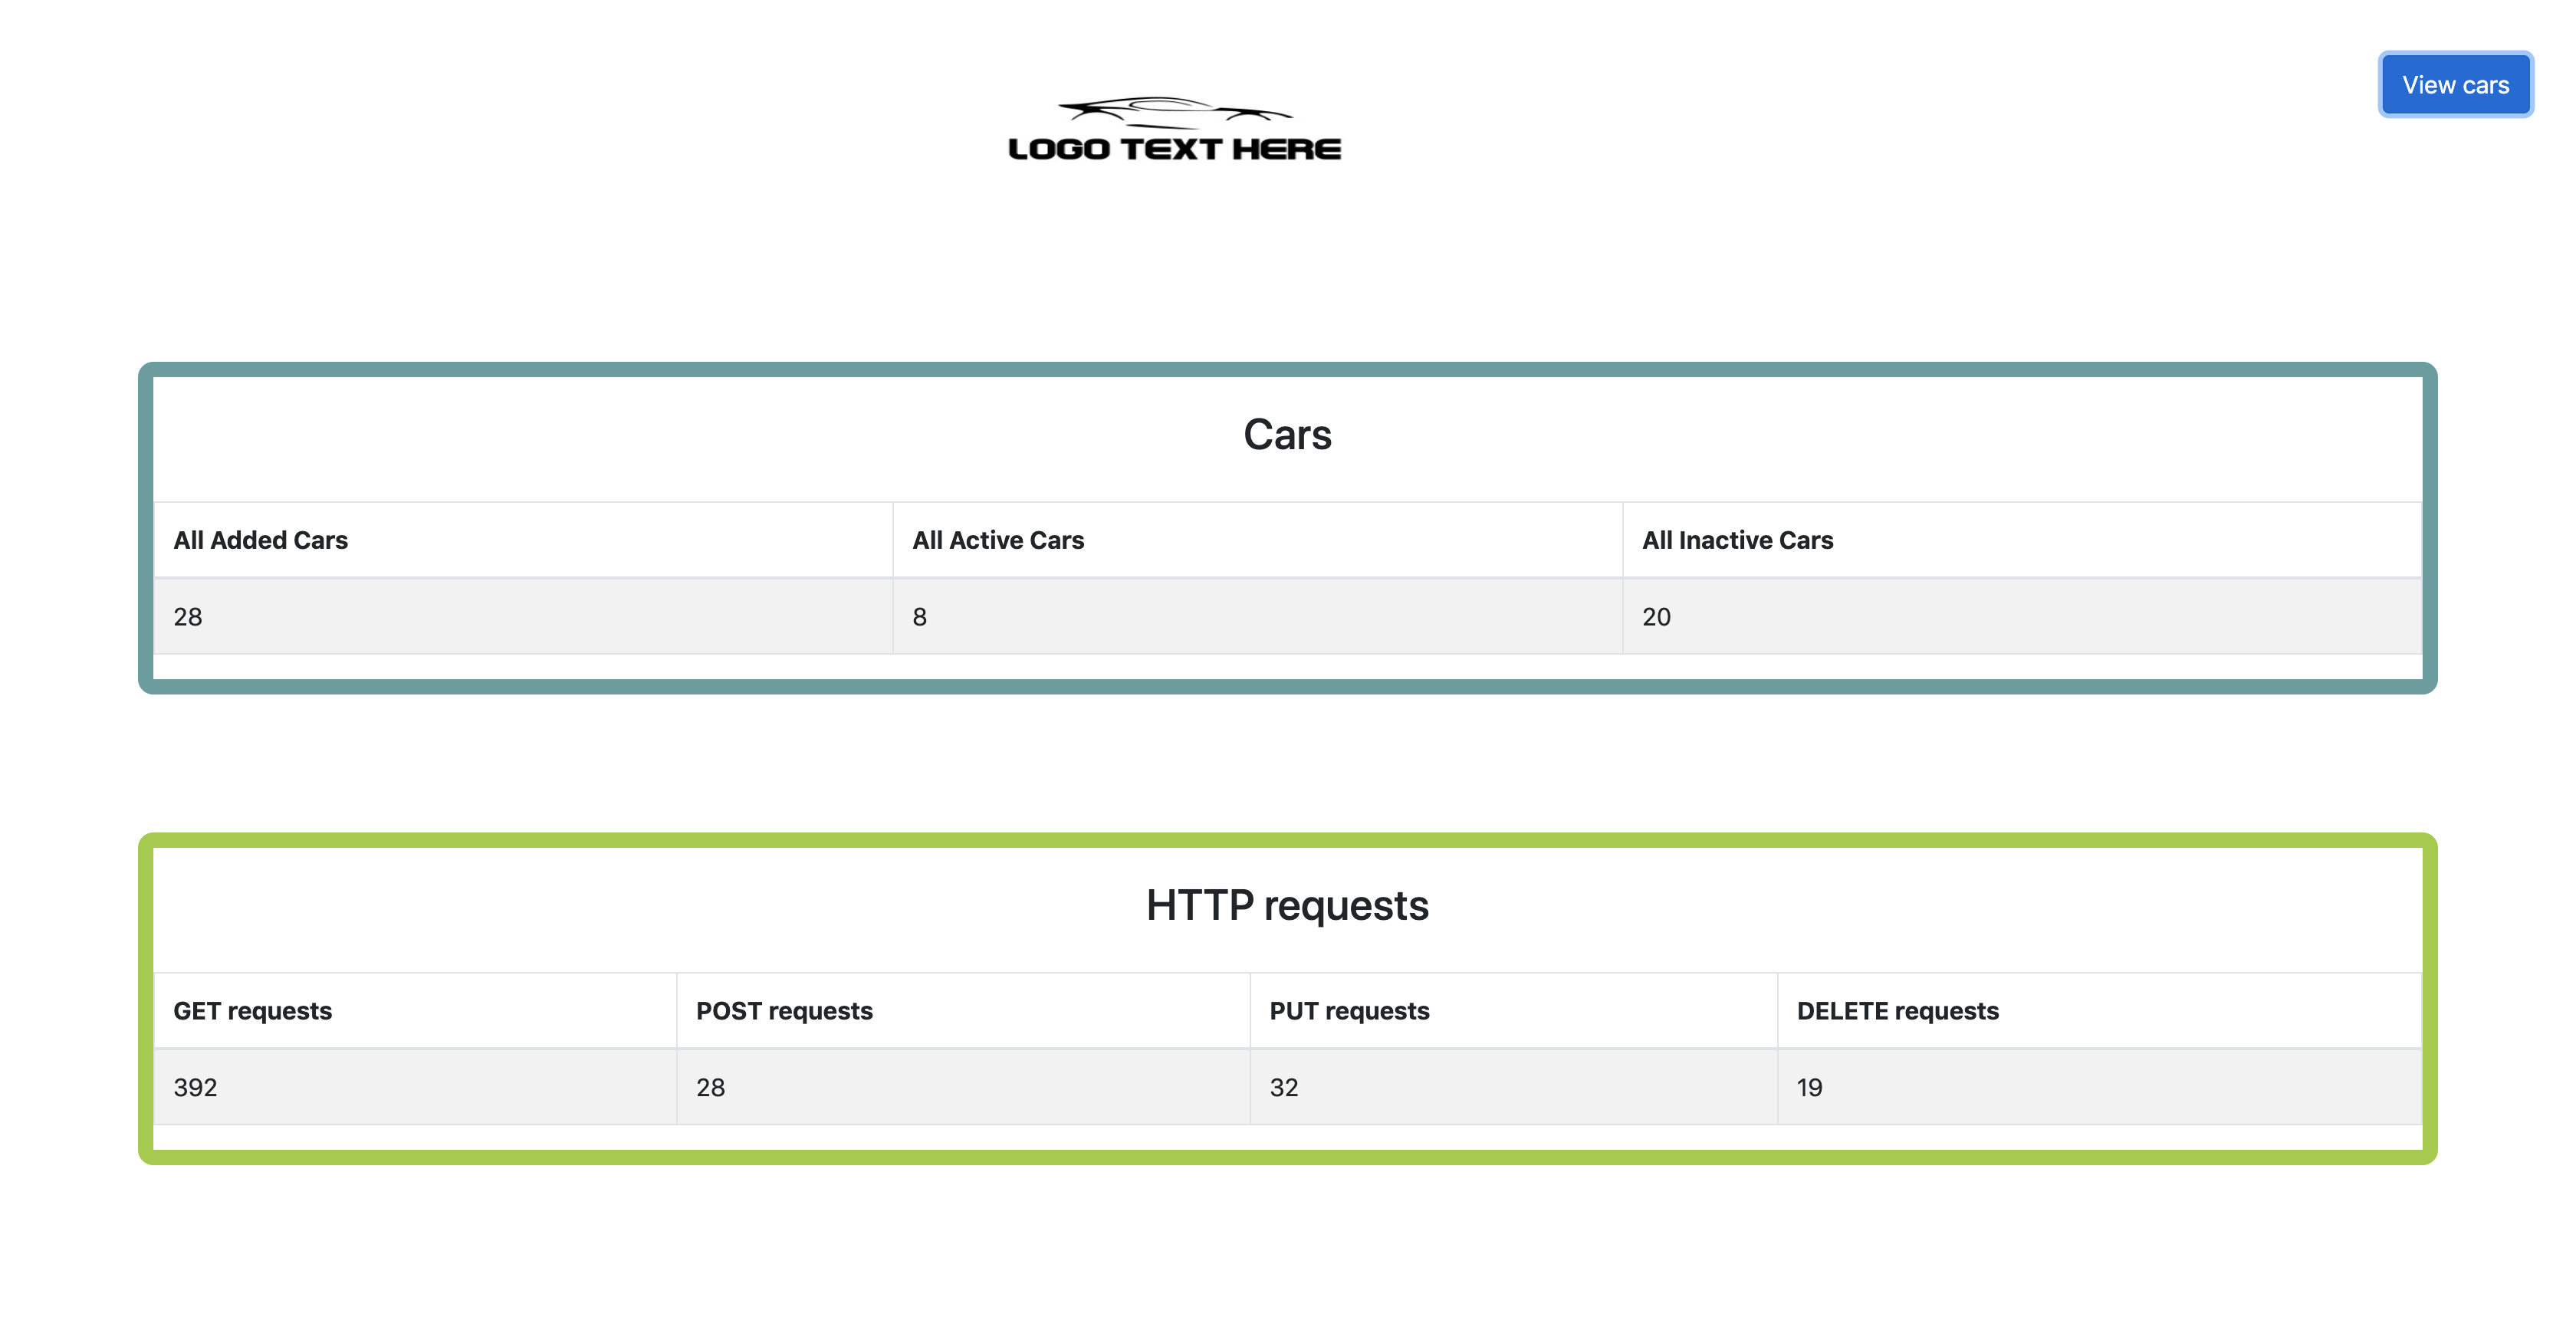 View cars
LOGO TEXT HERE
Cars
All Added Cars All Active Cars All Inactive Cars
28 8 20
HTTP requests
GET requests POST requests PUT requests DELETE requests
392 28 32 19